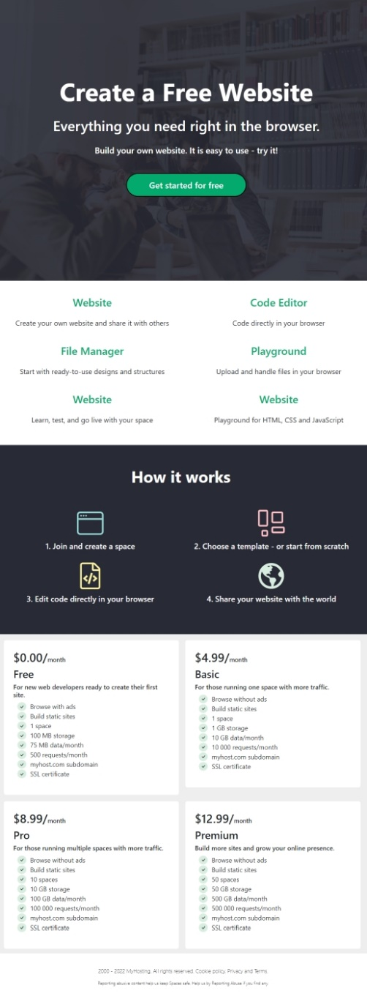 Create a Free Website
Everything you need right in the browser.
Build your own website. It is easy to use - try it!
Get started for free
Website
Create your own website and share it with others
Code Editor
Code directly in your browser
File Manager
Start with ready-to-use designs and structures
Playground
Upload and handle files in your browser
Website
Learn, test, and go live with your space
Website
Playground for HTML, CSS and JavaScript
How it works
1. Join and create a space
2. Choose a template - or start from scratch
3. Edit code directly in your browser
4. Share your website with the world
$0.00/month
Free
For new web developers ready to create their first
site.
Browse with ads
Build static sites
1 space
100 MB storage
75 MB data/month
500 requests/month
myhost.com subdomain
SSL certificate
$4.99/month
Basic
For those running one space with more traffic.
Browse without ads
Build static sites
1 space
1 GB storage
10 GB data/month
10 000 requests/month
myhost.com subdomain
SSL certificate
$8.99/month
Pro
For those running multiple spaces with more traffic.
Browse without ads
Build static sites
10 spaces
10 GB storage
100 GB data/month
100 000 requests/month
myhost.com subdomain
SSL certificate
$12.99/month
Premium
Build more sites and grow your online presence.
Browse without ads
Build static sites
50 spaces
50 GB storage
500 GB data/month
500 000 requests/month
myhost.com subdomain
SSL certificate
2000 - 2022 MyHosting. All rights reserved. Cookie policy. Privacy and Terms.
Reporting abusive content help us keep Spaces safe. Help us by Reporting Abuse if you find any.